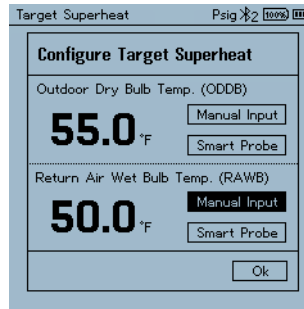 Target Superheat Psig 2 100%
Configure Target Superheat
Outdoor Dry Bulb Temp. (ODDB)
55.0 °F
Manual Input
Smart Probe
Return Air Wet Bulb Temp. (RAWB)
50.0 °F
Manual Input
Smart Probe
Ok